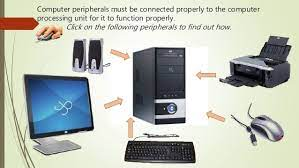 Computer peripherals must be connected properly to the computer
processing unit for it to function properly.
Click on the following peripherals to find out how.